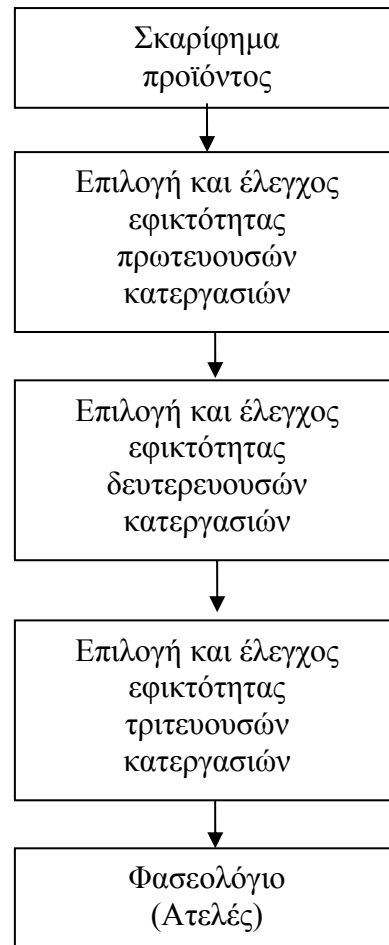 Σκαρίφημα
προϊόντος
Επιλογή και έλεγχος
εφικτότητας
πρωτευουσών
κατεργασιών
Επιλογή και έλεγχος
εφικτότητας
δευτερευουσών
κατεργασιών
Επιλογή και έλεγχος
εφικτότητας
τριτευουσών
κατεργασιών
Φασεολόγιο
(Ατελές)